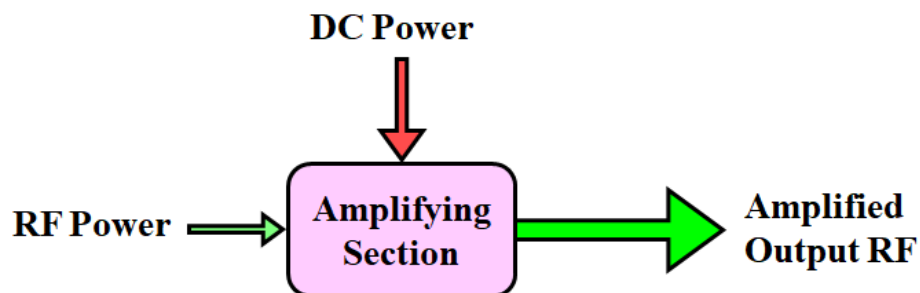 DC Power
RF Power
Amplifying
Section
Amplified
Output RF